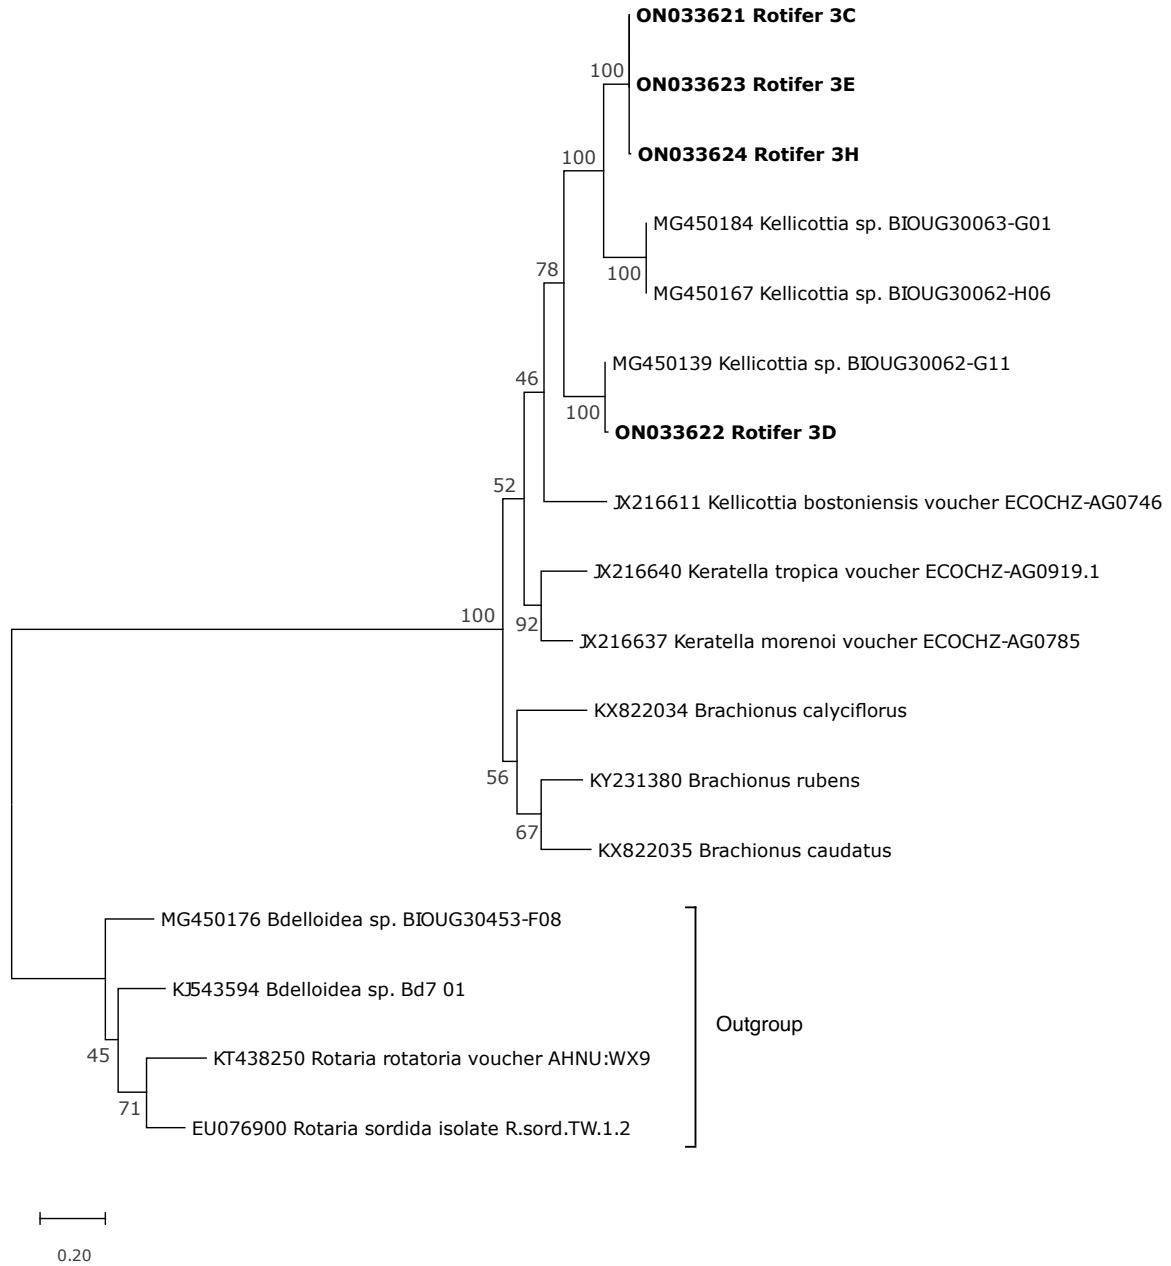 ON033621 Rotifer 3C
100
ON033623 Rotifer 3E
ON033624 Rotifer 3H
100
MG450184 Kellicottia sp. BIOUG30063-G01
100
MG450167 Kellicottia sp. BIOUG30062-H06
78
MG450139 Kellicottia sp. BIOUG30062-G11
46
100
ON033622 Rotifer 3D
52
JX216611 Kellicottia bostoniensis voucher ECOCHZ-AG0746
JX216640 Keratella tropica voucher ECOCHZ-AG0919.1
100
92
JX216637 Keratella morenoi voucher ECOCHZ-AG0785
KX822034 Brachionus calyciflorus
56
KY231380 Brachionus rubens
67
KX822035 Brachionus caudatus
MG450176 Bdelloidea sp. BIOUG30453-F08
KJ543594 Bdelloidea sp. Bd7 01
Outgroup
45
KT438250 Rotaria rotatoria voucher AHNU:WX9
71
EU076900 Rotaria sordida isolate R.sord.TW.1.2
0.20